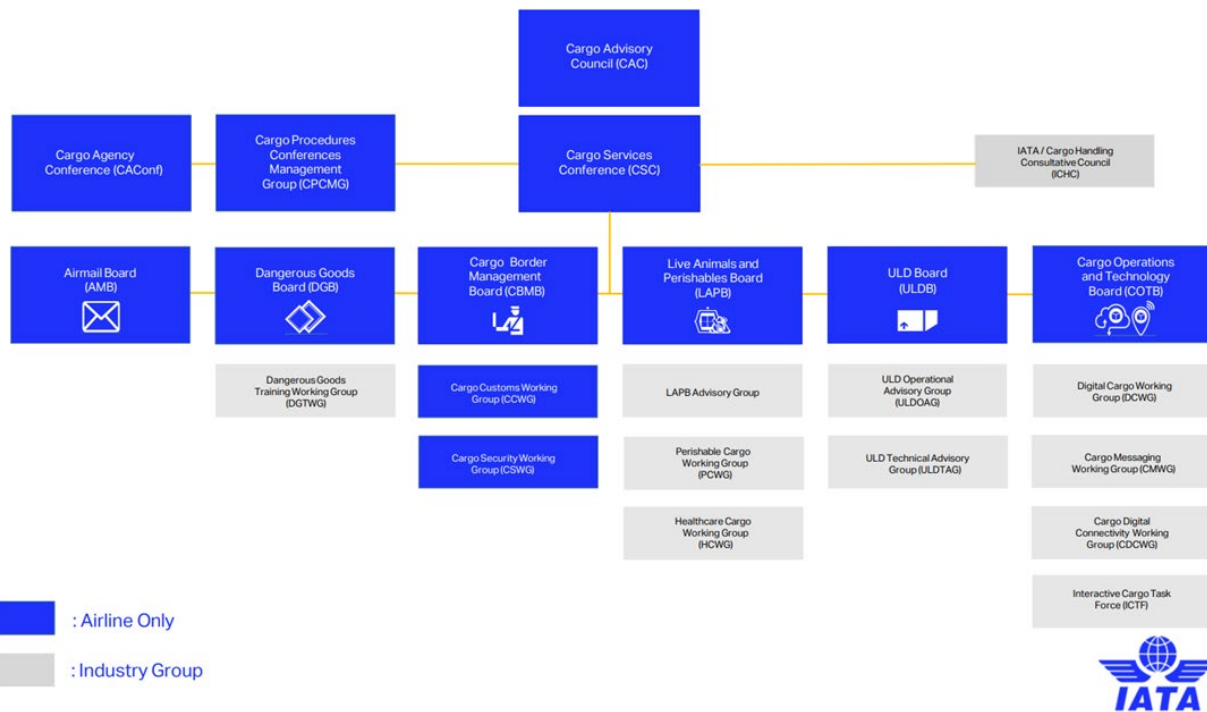 Cargo Advisory
Council (CAC)
Cargo Agency
Conference (CAConf)
Cargo Procedures
Conferences
Management
Group (CPCMG)
Cargo Services
Conference (CSC)
IATA / Cargo Handling
Consultative Council
(ICHC)
Airmail Board
(AMB)
Dangerous Goods
Board (DGB)
Cargo Border
Management
Board (CBMB)
Live Animals and
Perishables Board
(LAPB)
ULD Board
(ULDB)
Cargo Operations
and Technology
Board (COTB)
Dangerous Goods
Training Working Group
(DGTWG)
Cargo Customs Working
Group (CCWG)
Cargo Security Working
Group (CSWG)
LAPB Advisory Group
Perishable Cargo
Working Group
(PCWG)
Healthcare Cargo
Working Group
(HCWG)
ULD Operational
Advisory Group
(ULDOAG)
ULD Technical Advisory
Group (ULDTAG)
Digital Cargo Working
Group (DCWG)
Cargo Messaging
Working Group (CMWG)
Cargo Digital
Connectivity Working
Group (CDCWG)
Interactive Cargo Task
Force (ICTF)
: Airline Only
: Industry Group
IATA